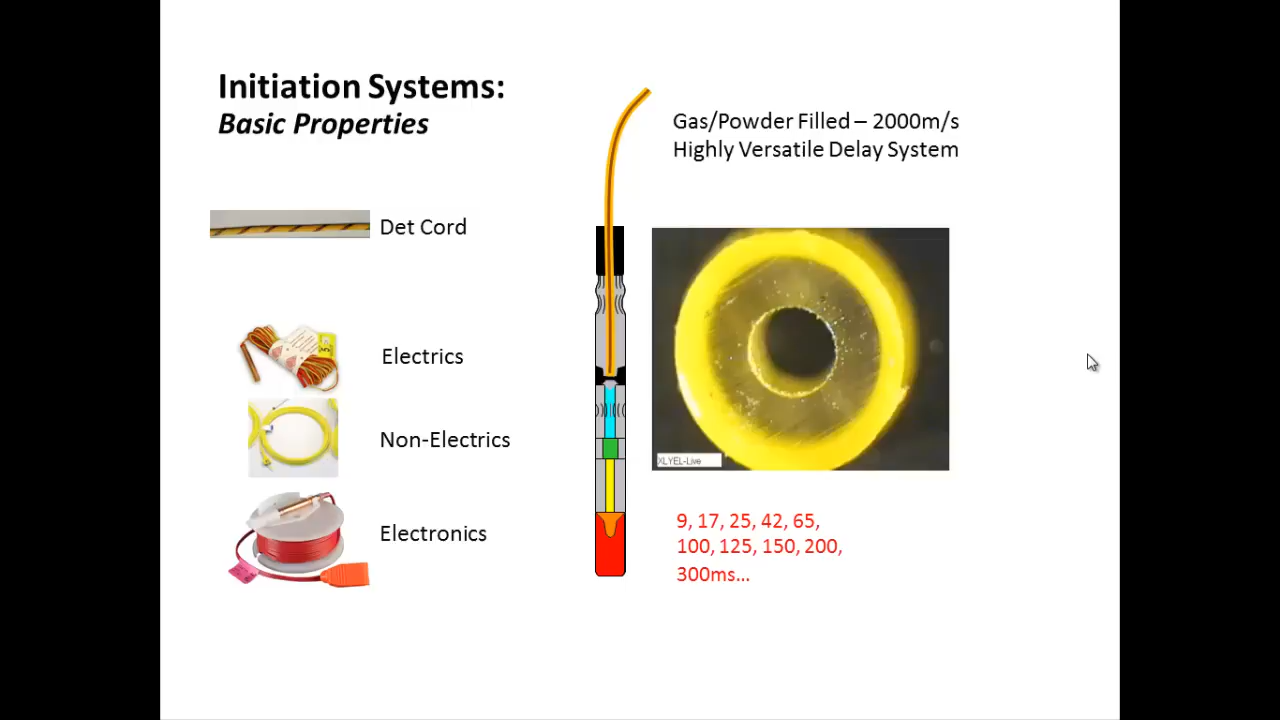 Initiation Systems:
Basic Properties
Gas/Powder Filled – 2000m/s
Highly Versatile Delay System
Det Cord
Electrics
Non-Electrics
Electronics
XLYEL-Live
9, 17, 25, 42, 65,
100, 125, 150, 200,
300ms...